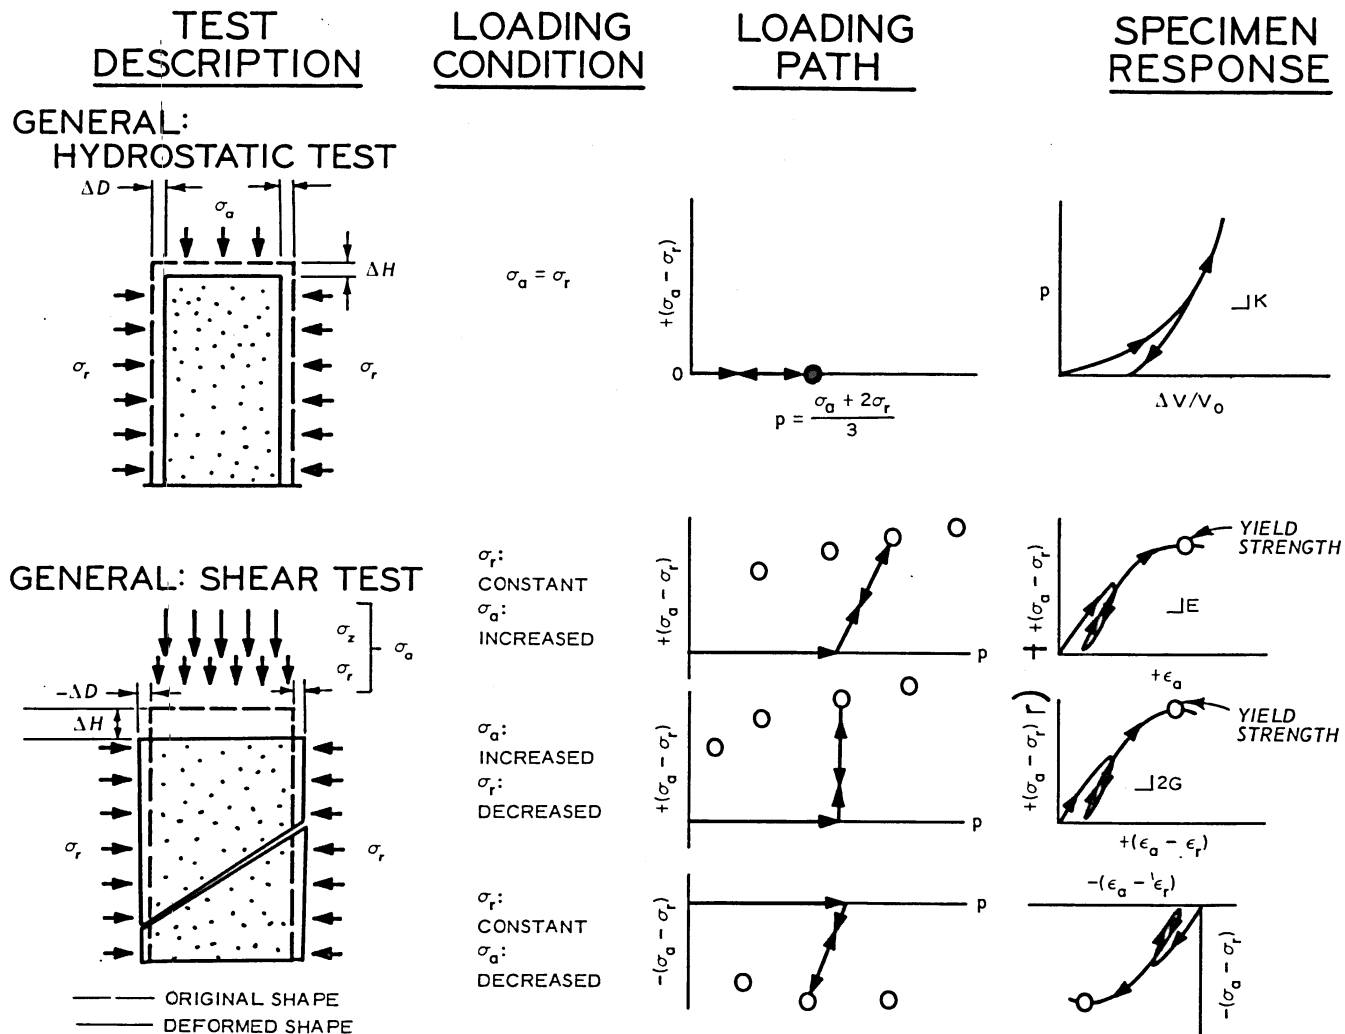 TEST
DESCRIPTION
LOADING
CONDITION
LOADING
PATH
SPECIMEN
RESPONSE
GENERAL:
HYDROSTATIC TEST
ΔD
σa
ΔH
σr
σr
σa = σr
+(σa − σr)
0
p = (σa + 2σr)/3
p
K
ΔV/Vo
GENERAL: SHEAR TEST
σz
σr
σa
−ΔD
ΔH
σr
σr
ORIGINAL SHAPE
DEFORMED SHAPE
σr:
CONSTANT
σa:
INCREASED
+(σa − σr)
p
+(σa − σr)
YIELD
STRENGTH
E
+εa
σa:
INCREASED
σr:
DECREASED
+(σa − σr)
p
+(σa − σr)
YIELD
STRENGTH
2G
+(εa − εr)
σr:
CONSTANT
σa:
DECREASED
−(σa − σr)
p
−(εa − εr)
−(σa − σr)